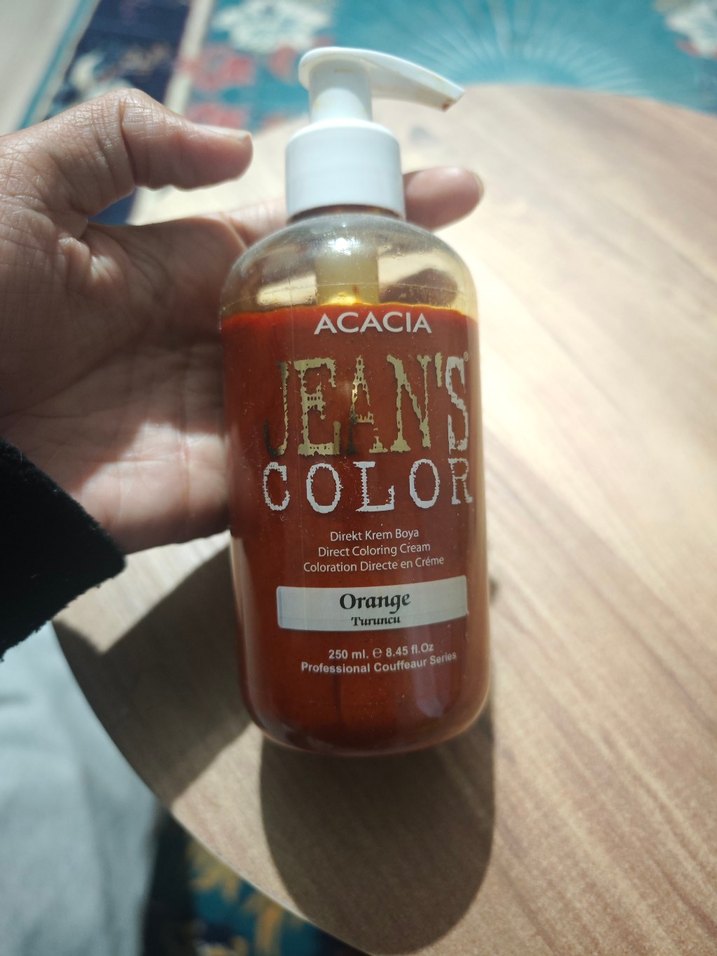 ACACIA
JEAN'S®
COLOR
Direkt Krem Boya
Direct Coloring Cream
Coloration Directe en Créme
Orange
Turuncu
250 ml. ℮ 8.45 fl.Oz
Professional Couffeaur Series